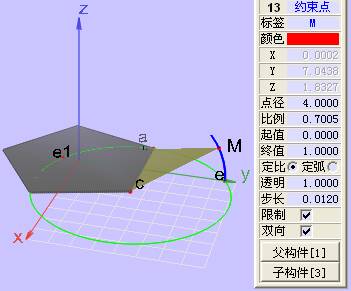 z
a
e1
M
e
y
c
x
13 约束点
标签 M
颜色
X 0.0002
Y 7.0438
Z 1.8327
点径 4.0000
比例 0.7005
起值 0.0000
终值 1.0000
定比 定弧
透明 1.0000
步长 0.0120
限制
双向
父构件[1]
子构件[3]